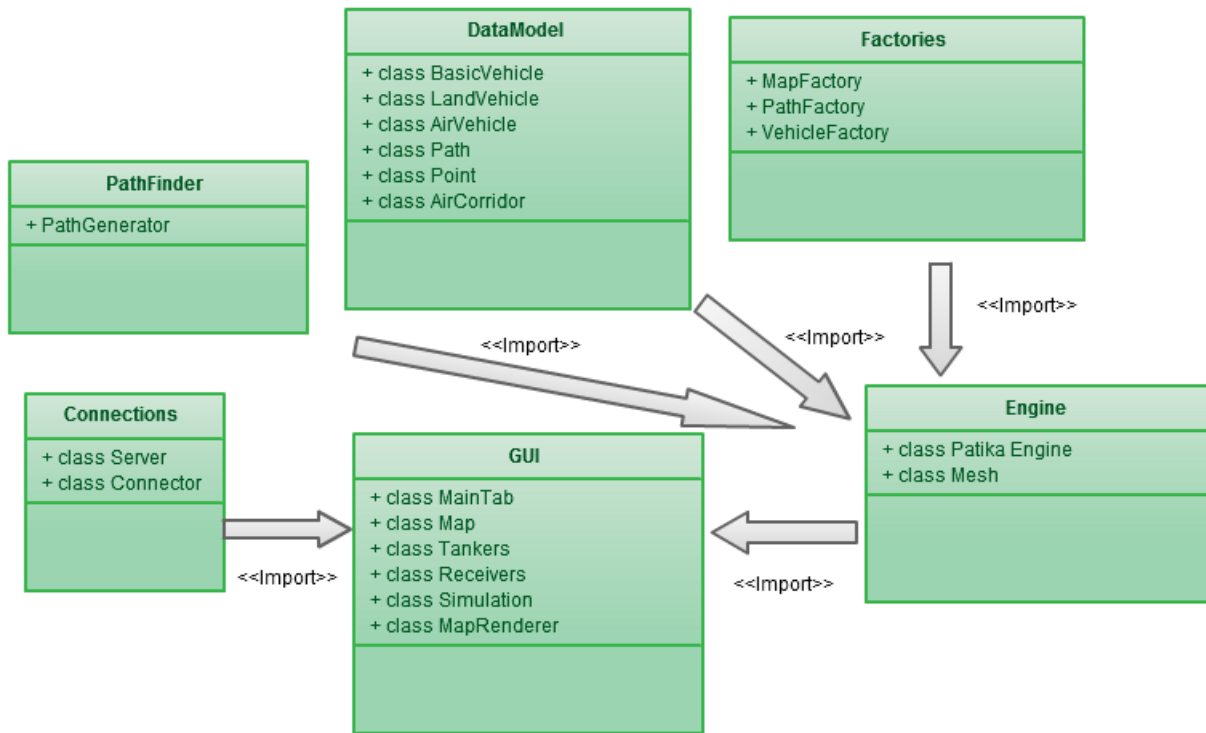 DataModel
+ class BasicVehicle
+ class LandVehicle
+ class AirVehicle
+ class Path
+ class Point
+ class AirCorridor
Factories
+ MapFactory
+ PathFactory
+ VehicleFactory
PathFinder
+ PathGenerator
<<Import>>
<<Import>>
<<Import>>
Connections
+ class Server
+ class Connector
GUI
+ class MainTab
+ class Map
+ class Tankers
+ class Receivers
+ class Simulation
+ class MapRenderer
Engine
+ class Patika Engine
+ class Mesh
<<Import>>
<<Import>>